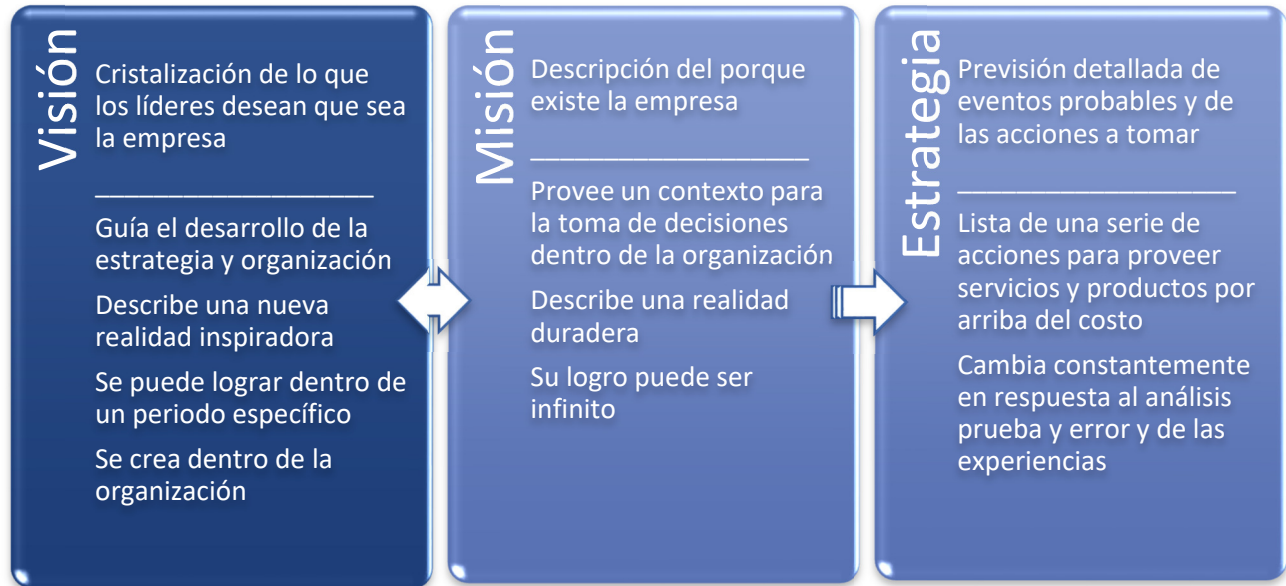 Visión
Cristalización de lo que
los líderes desean que sea
la empresa
___________________
Guía el desarrollo de la
estrategia y organización
Describe una nueva
realidad inspiradora
Se puede lograr dentro de
un periodo específico
Se crea dentro de la
organización
Misión
Descripción del porque
existe la empresa
___________________
Provee un contexto para
la toma de decisiones
dentro de la organización
Describe una realidad
duradera
Su logro puede ser
infinito
Estrategia
Previsión detallada de
eventos probables y de
las acciones a tomar
___________________
Lista de una serie de
acciones para proveer
servicios y productos por
arriba del costo
Cambia constantemente
en respuesta al análisis
prueba y error y de las
experiencias